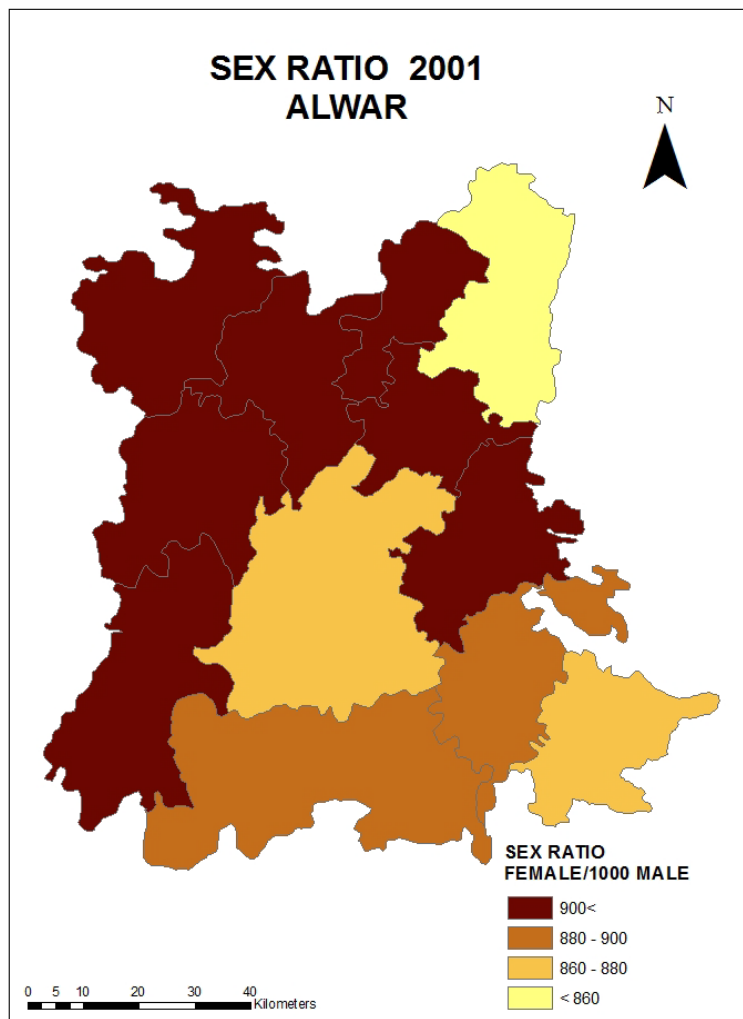 SEX RATIO 2001
ALWAR
N
SEX RATIO
FEMALE/1000 MALE
900<
880 - 900
860 - 880
< 860
0 5 10 20 30 40
Kilometers